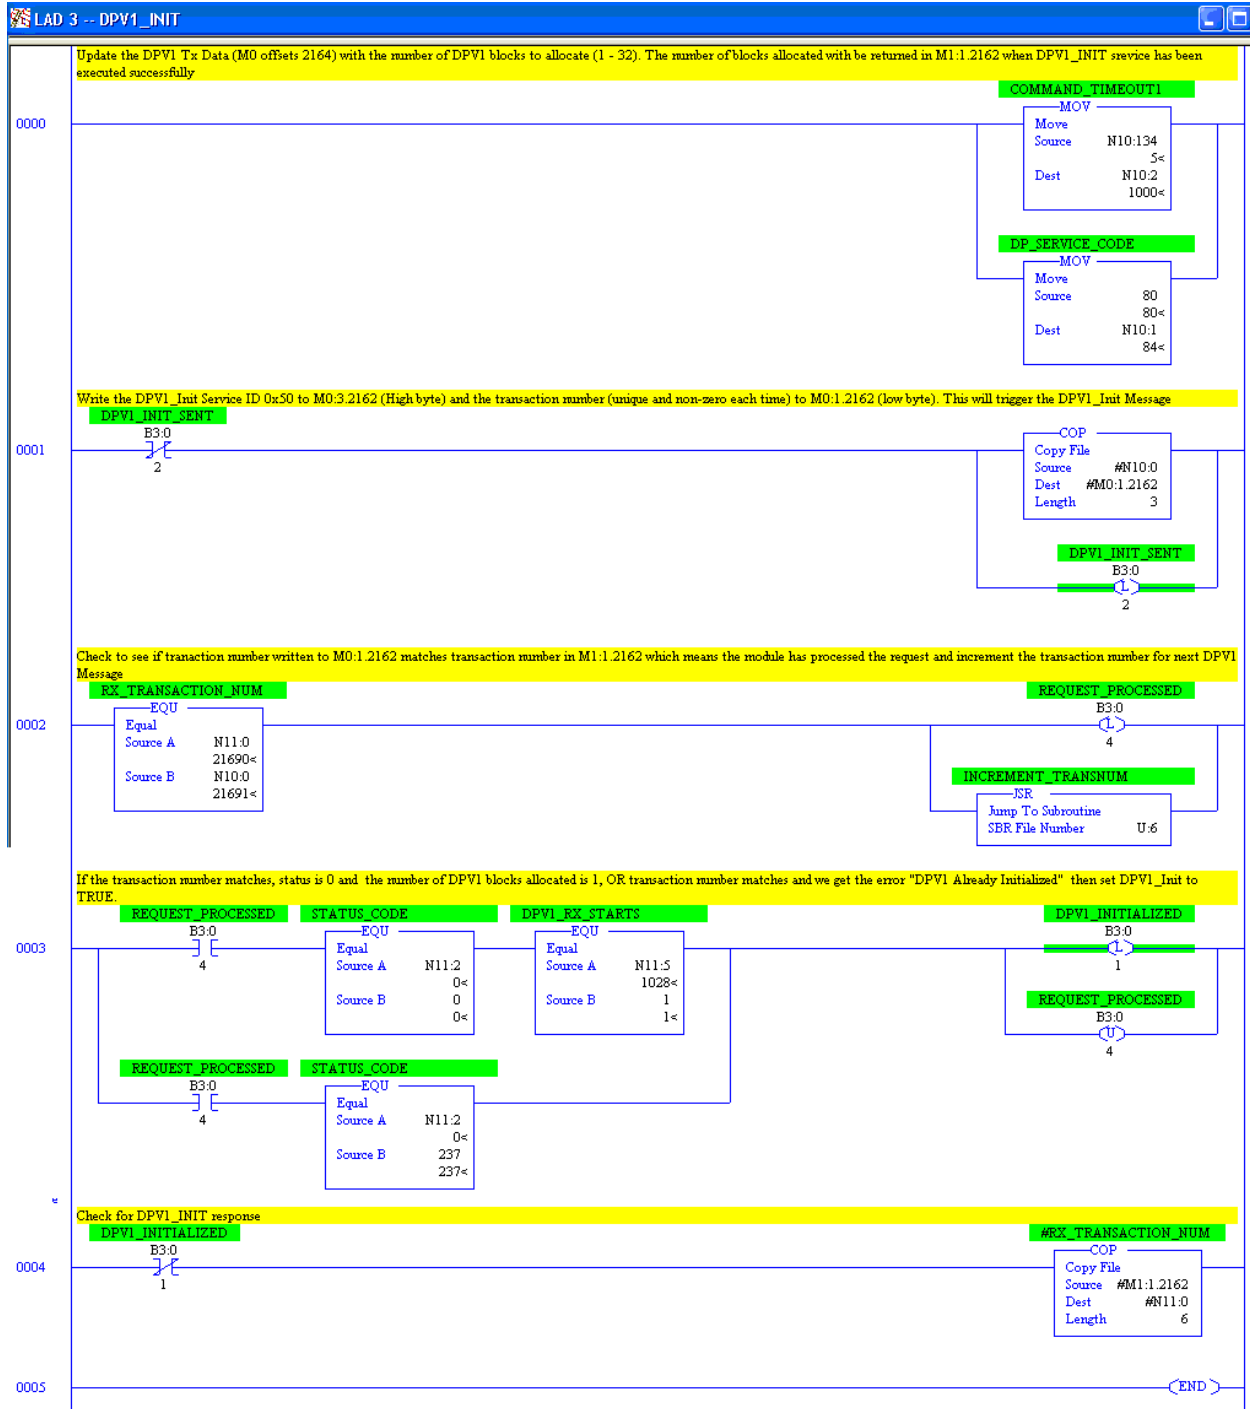 LAD 3 -- DPV1_INIT
Update the DPV1 Tx Data (M0 offsets 2164) with the number of DPV1 blocks to allocate (1 - 32). The number of blocks allocated with be returned in M1:1.2162 when DPV1_INIT srevice has been
executed successfully
COMMAND_TIMEOUT1
MOV
0000
Move
Source N10:134
5<
Dest N10:2
1000<
DP_SERVICE_CODE
MOV
Move
Source 80
80<
Dest N10:1
84<
Write the DPV1_Init Service ID 0x50 to M0:3.2162 (High byte) and the transaction number (unique and non-zero each time) to M0:1.2162 (low byte). This will trigger the DPV1_Init Message
DPV1_INIT_SENT
B3:0
2
0001
COP
Copy File
Source #N10:0
Dest #M0:1.2162
Length 3
DPV1_INIT_SENT
B3:0
L
2
Check to see if tranaction number written to M0:1.2162 matches transaction number in M1:1.2162 which means the module has processed the request and increment the transaction number for next DPV1
Message
RX_TRANSACTION_NUM
EQU
0002
Equal
Source A N11:0
21690<
Source B N10:0
21691<
REQUEST_PROCESSED
B3:0
L
4
INCREMENT_TRANSNUM
JSR
Jump To Subroutine
SBR File Number U:6
If the transaction number matches, status is 0 and the number of DPV1 blocks allocated is 1, OR transaction number matches and we get the error "DPV1 Already Initialized" then set DPV1_Init to
TRUE.
REQUEST_PROCESSED STATUS_CODE DPV1_RX_STARTS DPV1_INITIALIZED
0003
B3:0
4
EQU
Equal
Source A N11:2
0<
Source B 0
0<
EQU
Equal
Source A N11:5
1028<
Source B 1
1<
B3:0
L
1
REQUEST_PROCESSED
B3:0
U
4
REQUEST_PROCESSED STATUS_CODE
B3:0
4
EQU
Equal
Source A N11:2
0<
Source B 237
237<
e
Check for DPV1_INIT response
DPV1_INITIALIZED
B3:0
1
0004
#RX_TRANSACTION_NUM
COP
Copy File
Source #M1:1.2162
Dest #N11:0
Length 6
0005
END